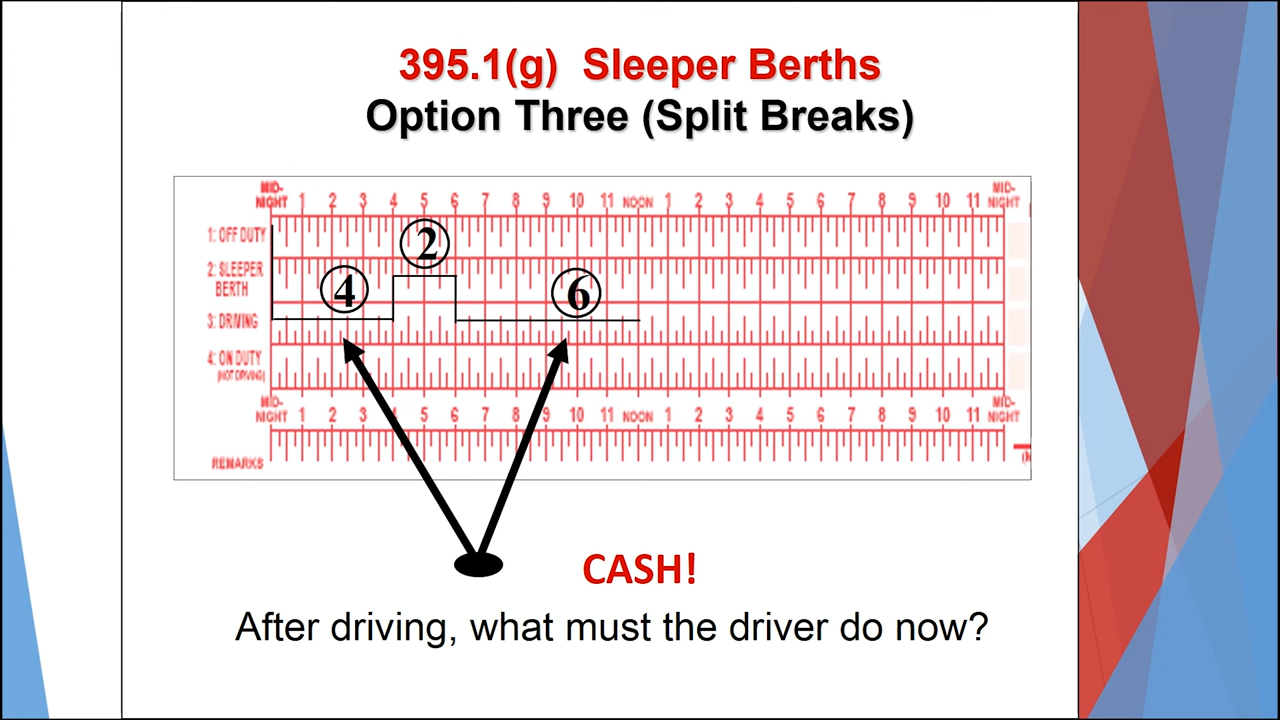 395.1(g) Sleeper Berths
Option Three (Split Breaks)
MID-
NIGHT 1 2 3 4 5 6 7 8 9 10 11 NOON 1 2 3 4 5 6 7 8 9 10 11 MID-
NIGHT
1: OFF DUTY
2
2: SLEEPER
BERTH
4
6
3: DRIVING
4: ON DUTY
(NOT DRIVING)
MID-
NIGHT 1 2 3 4 5 6 7 8 9 10 11 NOON 1 2 3 4 5 6 7 8 9 10 11 MID-
NIGHT
REMARKS
CASH!
After driving, what must the driver do now?